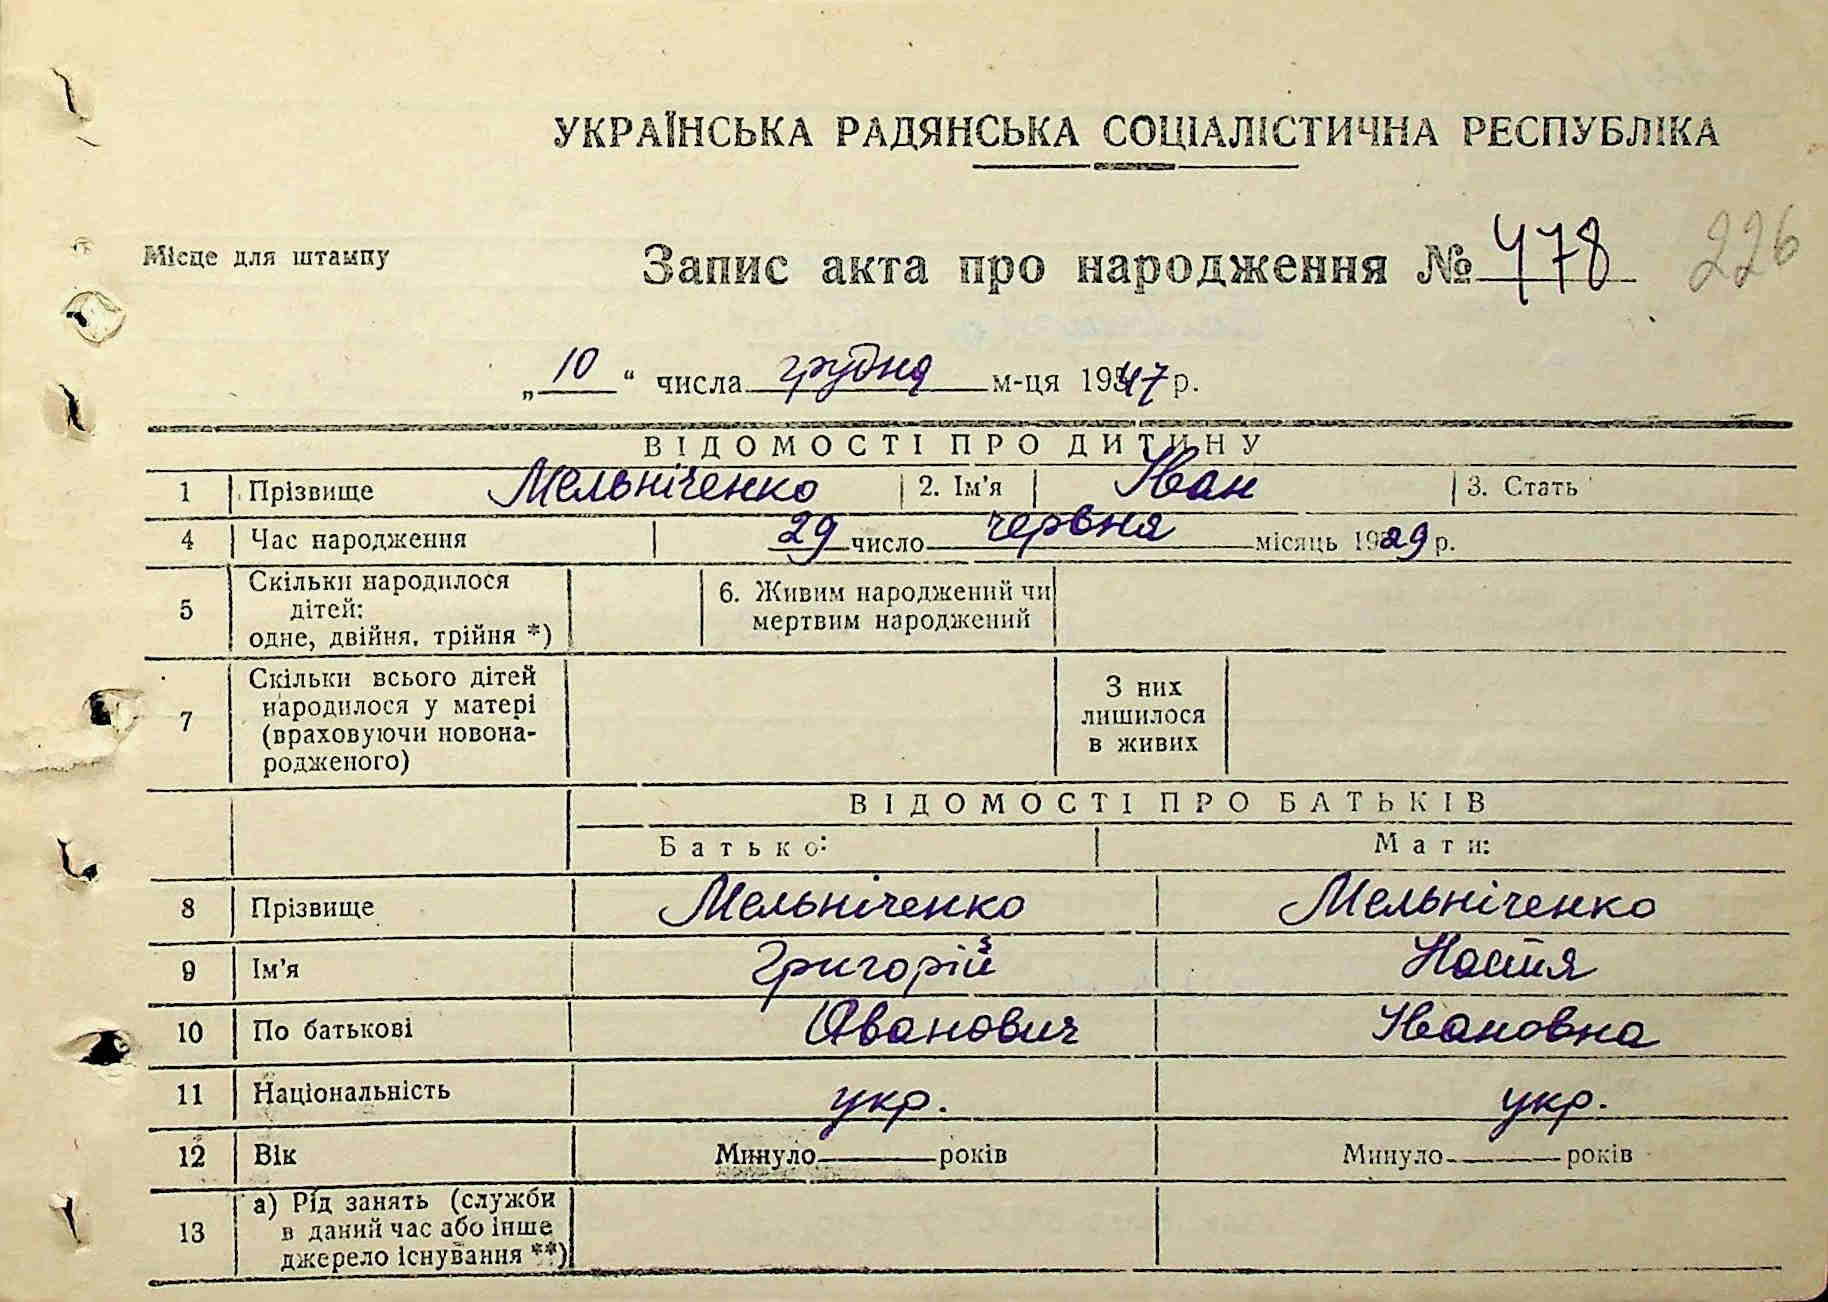 УКРАЇНСЬКА РАДЯНСЬКА СОЦІАЛІСТИЧНА РЕСПУБЛІКА
Місце для штампу
Запис акта про народження № 478
226
„10“ числа грудня м-ця 1947 р.
ВІДОМОСТІ ПРО ДИТИНУ
1 Прізвище Мельніченко 2. Ім’я Іван 3. Стать
4 Час народження 29 число червня місяць 1929 р.
5 Скільки народилося дітей: одне, двійня, трійня *) 6. Живим народжений чи мертвим народжений
7 Скільки всього дітей народилося у матері (враховуючи новона-родженого) З них лишилося в живих
ВІДОМОСТІ ПРО БАТЬКІВ
Батько: Мати:
8 Прізвище Мельніченко Мельніченко
9 Ім’я Григорій Настя
10 По батькові Іванович Івановна
11 Національність укр. укр.
12 Вік Минуло років Минуло років
13 а) Рід занять (служби в даний час або інше джерело існування **)